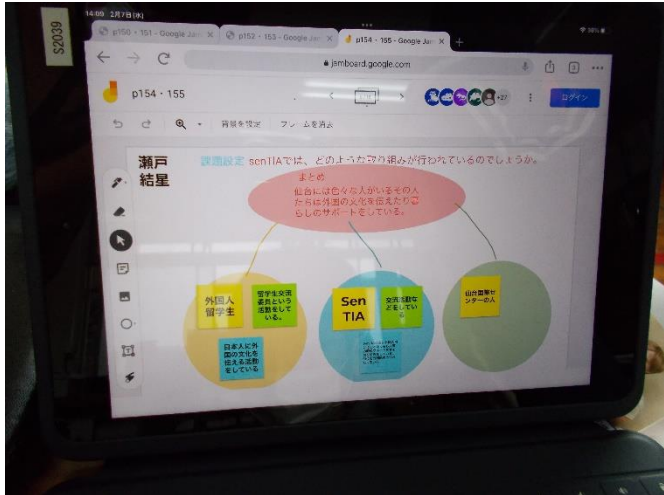 S2039
14:09 2月7日(水)
p150・151 - Google Jam
p152・153 - Google Jam
p154・155 - Google Jam
jamboard.google.com
p154・155
+27
ログイン
背景を設定 フレームを消去
瀬戸
結星
課題設定 senTIAでは、どのような取り組みが行われているのでしょうか。
まとめ
仙台には色々な人がいるその人
たちは外国の文化を伝えたり
らしのサポートをしている。
外国人
留学生
留学生交流
委員という
活動をして
いる。
日本人に外
国の文化を
伝える活動
をしている
Sen
TIA
交流活動な
どをしてい
る
仙台国際セ
ンターの人